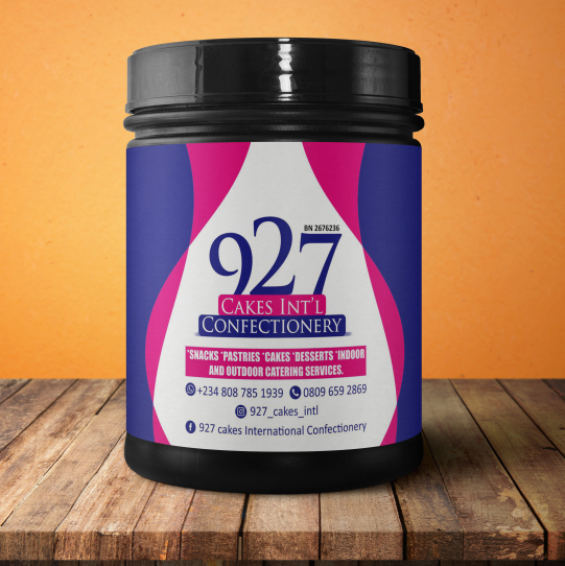 BN 2676236
927
CAKES INT'L
CONFECTIONERY
*SNACKS *PASTRIES *CAKES *DESSERTS *INDOOR
AND OUTDOOR CATERING SERVICES.
+234 808 785 1939 0809 659 2869
927_cakes_intl
927 cakes International Confectionery